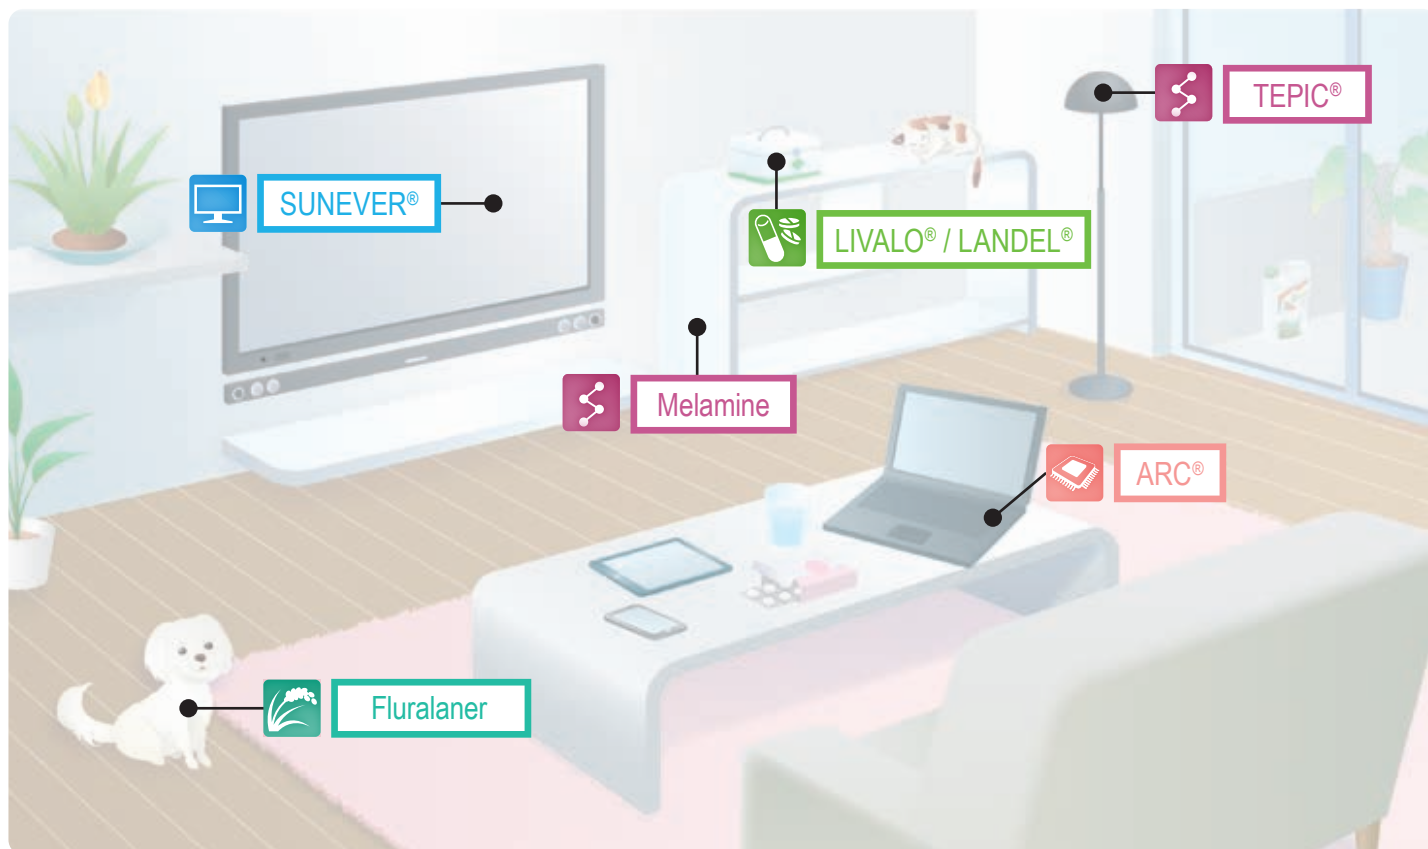 TEPIC®
SUNEVER®
LIVALO® / LANDEL®
Melamine
ARC®
Fluralaner